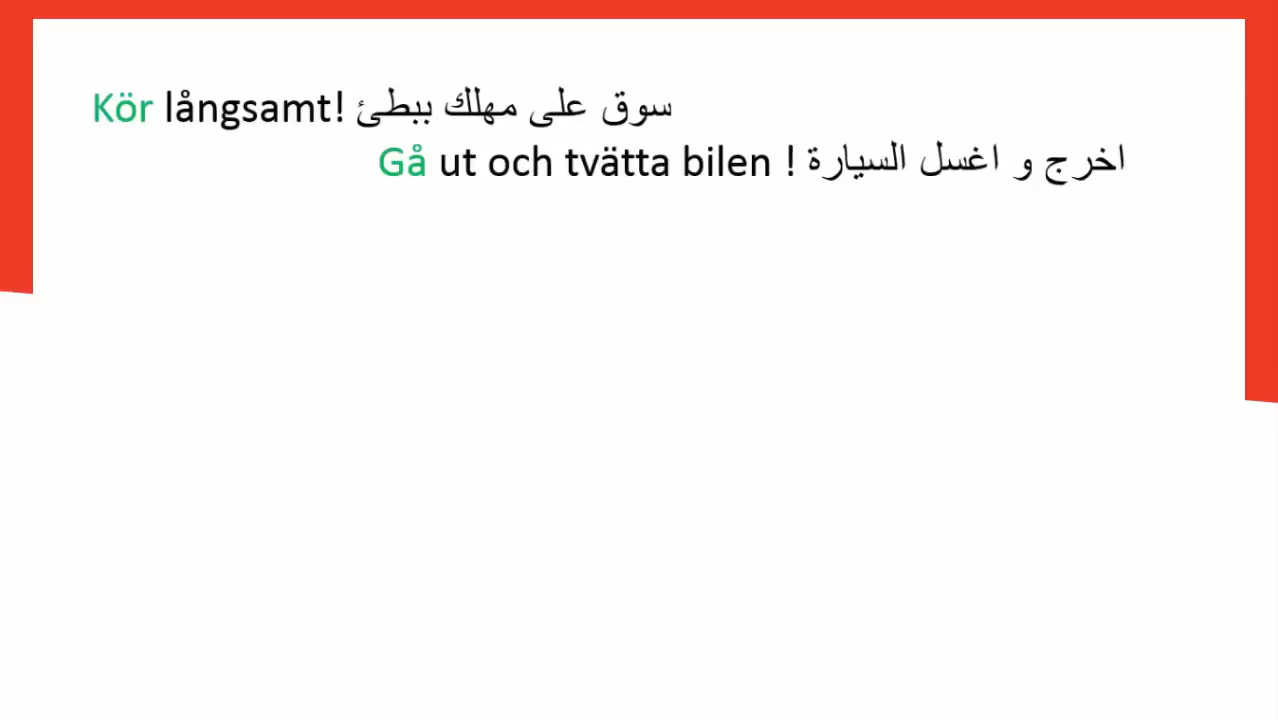 Kör långsamt! سوق على مهلك ببطئ
Gå ut och tvätta bilen ! اخرج و اغسل السيارة